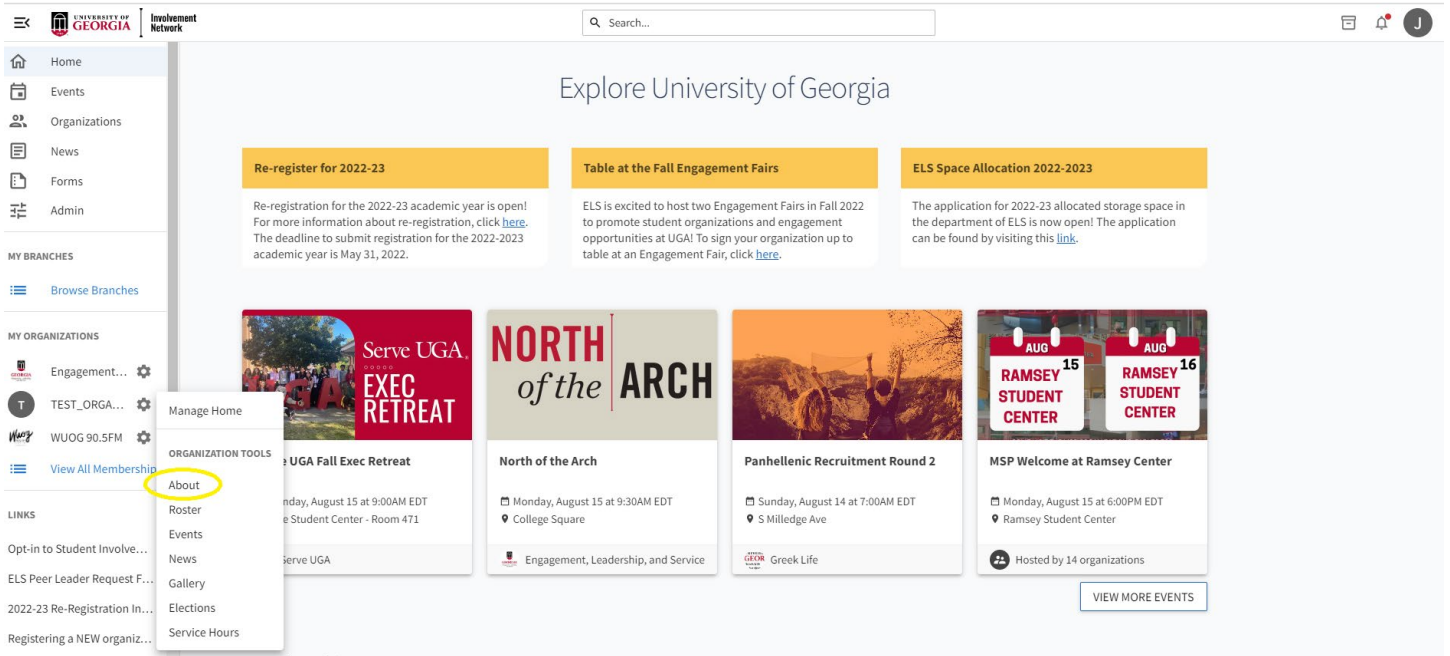 UNIVERSITY OF
GEORGIA
Involvement
Network
Search...
J
Home
Events
Organizations
News
Forms
Admin
MY BRANCHES
Browse Branches
MY ORGANIZATIONS
Engagement...
T TEST_ORGA...
WUOG 90.5FM
View All Membership
LINKS
Opt-in to Student Involve...
ELS Peer Leader Request F...
2022-23 Re-Registration In...
Registering a NEW organiz...
Manage Home
ORGANIZATION TOOLS
About
Roster
Events
News
Gallery
Elections
Service Hours
Explore University of Georgia
Re-register for 2022-23
Re-registration for the 2022-23 academic year is open!
For more information about re-registration, click here.
The deadline to submit registration for the 2022-2023
academic year is May 31, 2022.
Table at the Fall Engagement Fairs
ELS is excited to host two Engagement Fairs in Fall 2022
to promote student organizations and engagement
opportunities at UGA! To sign your organization up to
table at an Engagement Fair, click here.
ELS Space Allocation 2022-2023
The application for 2022-23 allocated storage space in
the department of ELS is now open! The application
can be found by visiting this link.
Serve UGA
EXEC
RETREAT
e UGA Fall Exec Retreat
nday, August 15 at 9:00AM EDT
e Student Center - Room 471
Serve UGA
NORTH
of the ARCH
North of the Arch
Monday, August 15 at 9:30AM EDT
College Square
Engagement, Leadership, and Service
Panhellenic Recruitment Round 2
Sunday, August 14 at 7:00AM EDT
S Milledge Ave
Greek Life
AUG
15
RAMSEY
STUDENT
CENTER
AUG
16
RAMSEY
STUDENT
CENTER
MSP Welcome at Ramsey Center
Monday, August 15 at 6:00PM EDT
Ramsey Student Center
Hosted by 14 organizations
VIEW MORE EVENTS